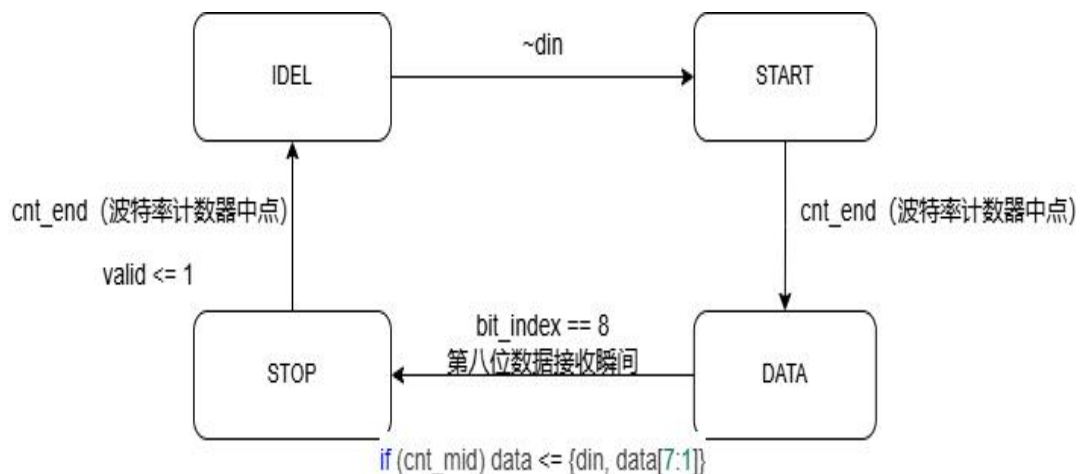 ~din
IDEL
START
cnt_end（波特率计数器中点）
cnt_end（波特率计数器中点）
valid <= 1
bit_index == 8
第八位数据接收瞬间
STOP
DATA
if (cnt_mid) data <= {din, data[7:1]}